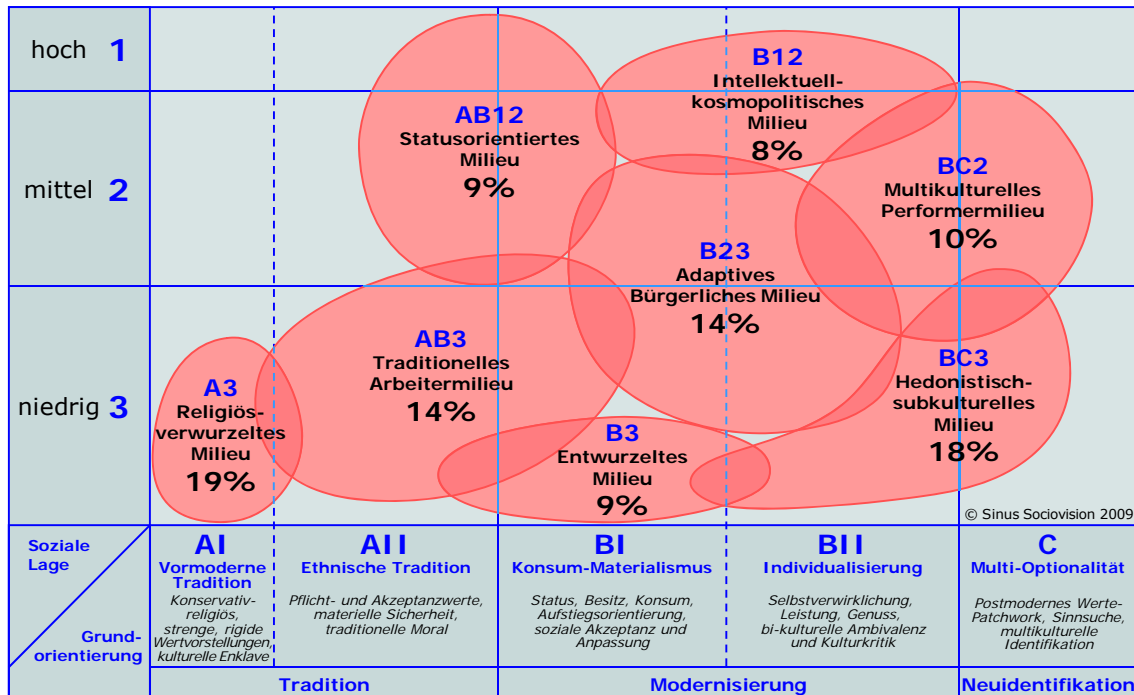 hoch 1
mittel 2
niedrig 3
B12
Intellektuell-
kosmopolitisches
Milieu
8%
AB12
Statusorientiertes
Milieu
9%
BC2
Multikulturelles
Performermilieu
10%
B23
Adaptives
Bürgerliches Milieu
14%
AB3
Traditionelles
Arbeitermilieu
14%
A3
Religiös-
verwurzeltes
Milieu
19%
B3
Entwurzeltes
Milieu
9%
BC3
Hedonistisch-
subkulturelles
Milieu
18%
© Sinus Sociovision 2009
Soziale
Lage
Grund-
orientierung
AI
Vormoderne
Tradition
Konservativ-
religiös,
strenge, rigide
Wertvorstellungen,
kulturelle Enklave
AII
Ethnische Tradition
Pflicht- und Akzeptanzwerte,
materielle Sicherheit,
traditionelle Moral
BI
Konsum-Materialismus
Status, Besitz, Konsum,
Aufstiegsorientierung,
soziale Akzeptanz und
Anpassung
BII
Individualisierung
Selbstverwirklichung,
Leistung, Genuss,
bi-kulturelle Ambivalenz
und Kulturkritik
C
Multi-Optionalität
Postmodernes Werte-
Patchwork, Sinnsuche,
multikulturelle
Identifikation
Tradition
Modernisierung
Neuidentifikation